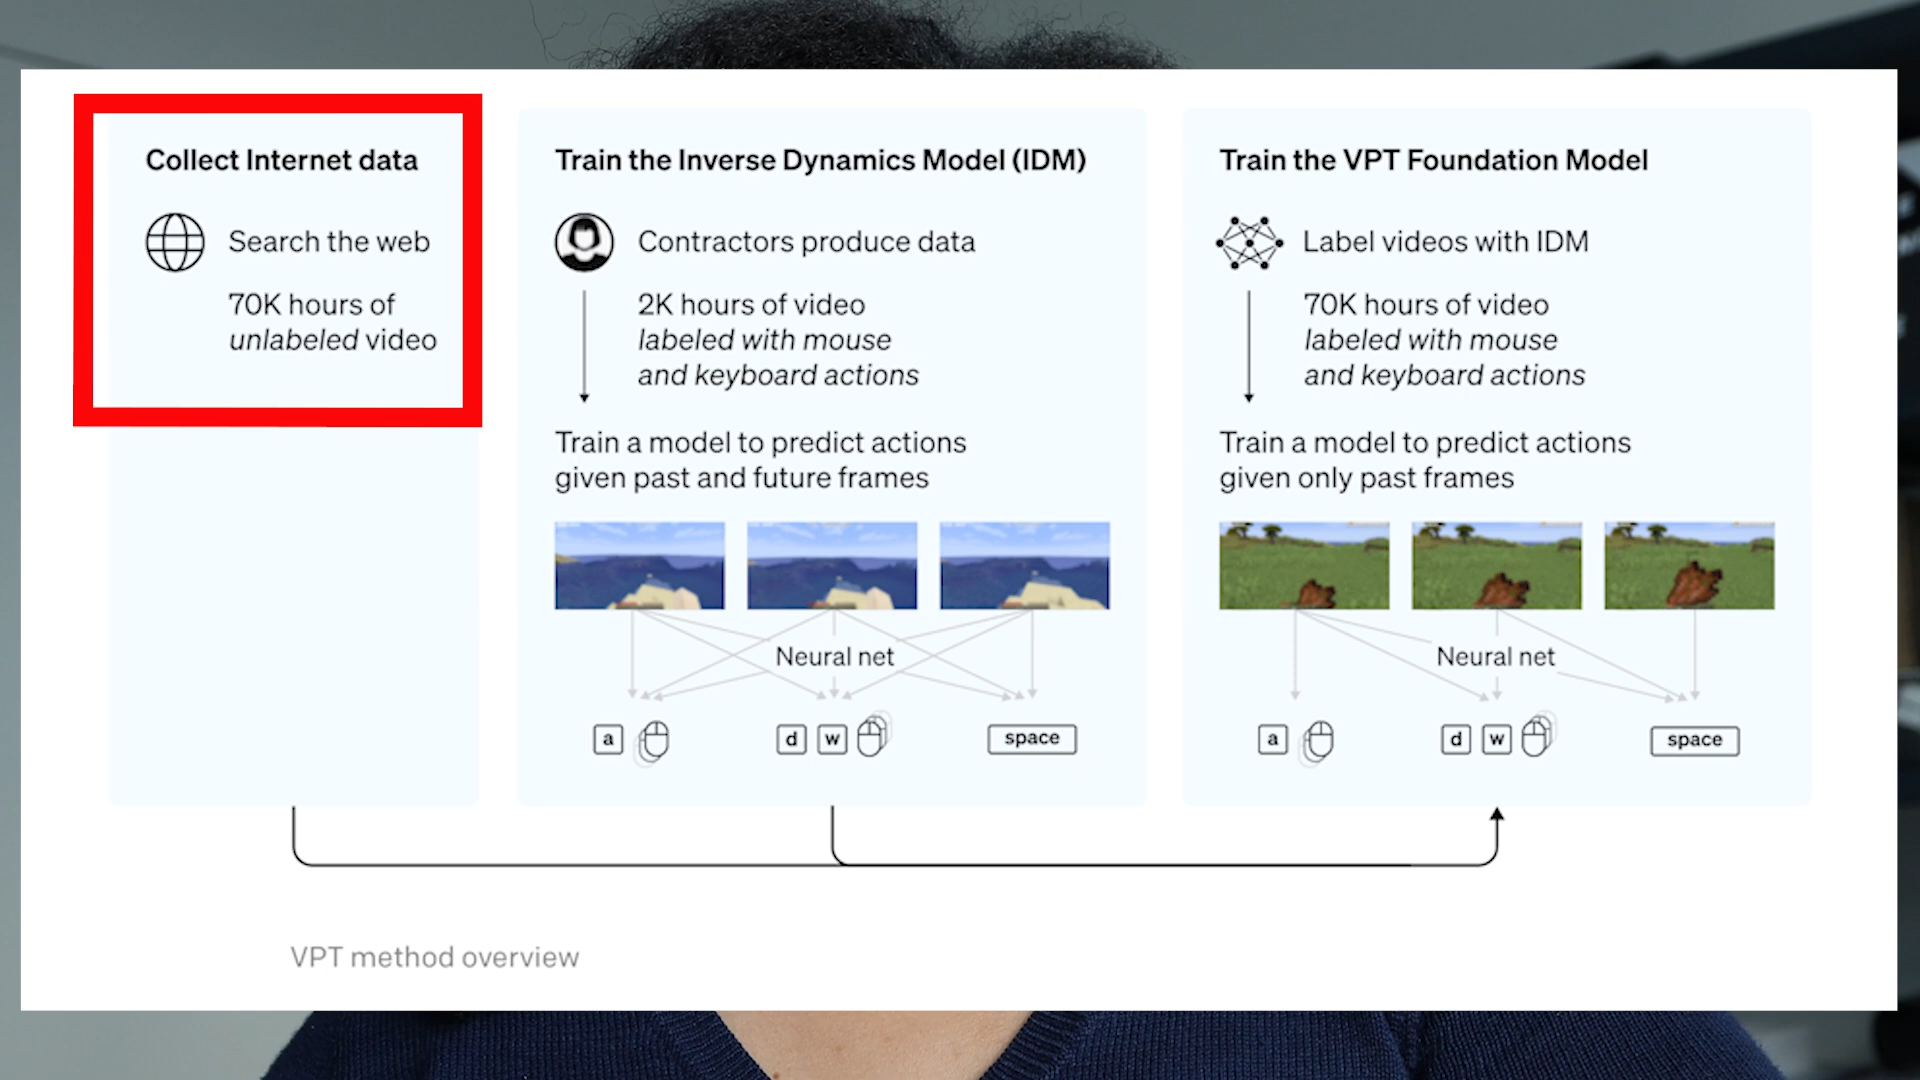 Collect Internet data
Search the web
70K hours of
unlabeled video
Train the Inverse Dynamics Model (IDM)
Contractors produce data
2K hours of video
labeled with mouse
and keyboard actions
Train a model to predict actions
given past and future frames
Neural net
a
d w
space
Train the VPT Foundation Model
Label videos with IDM
70K hours of video
labeled with mouse
and keyboard actions
Train a model to predict actions
given only past frames
Neural net
a
d w
space
VPT method overview